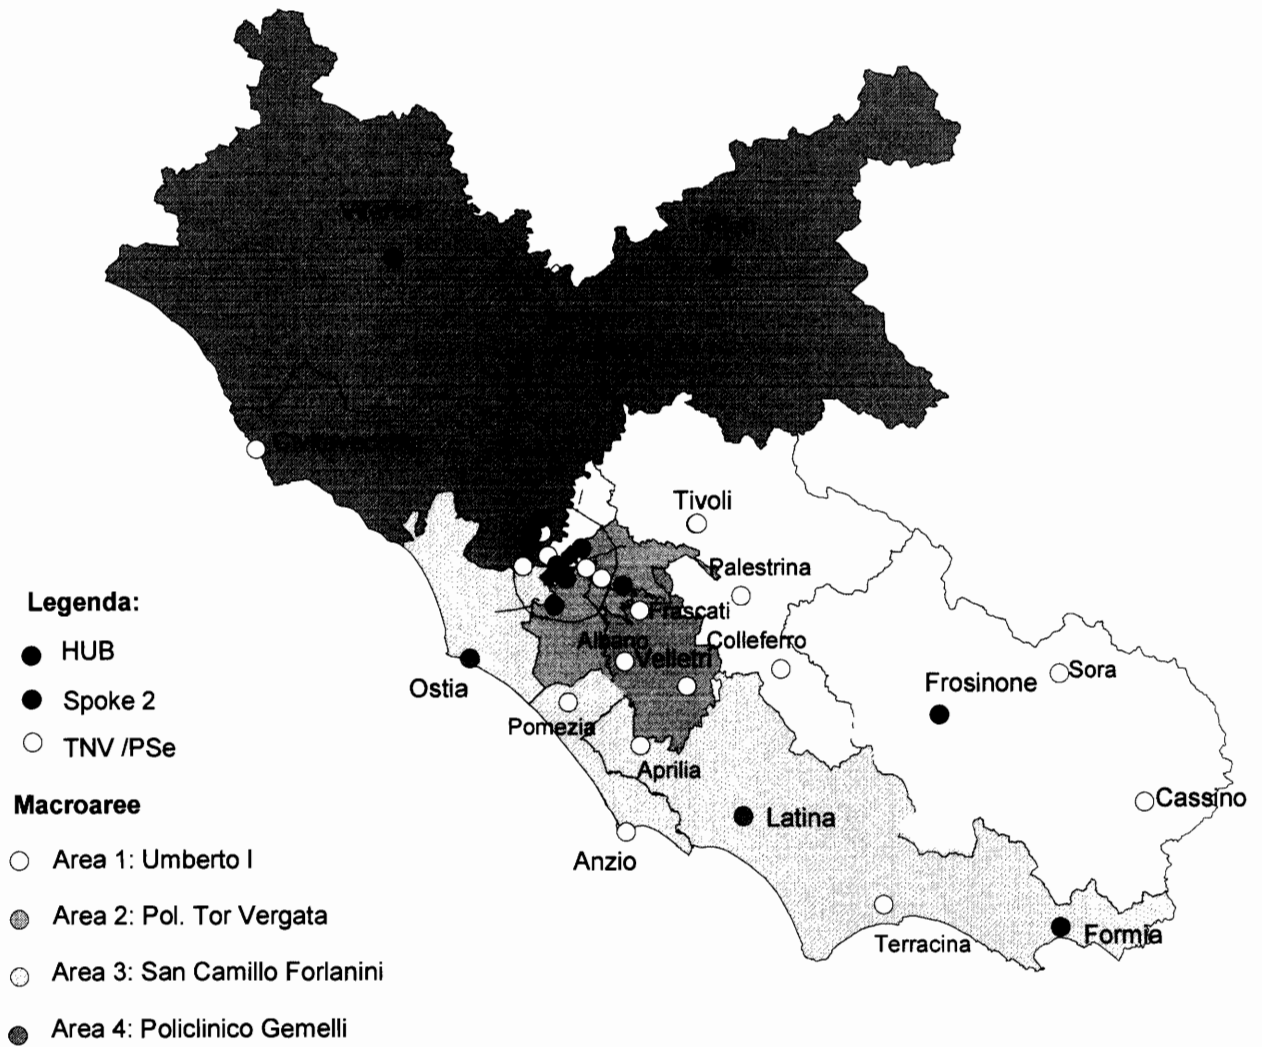 Tivoli
Palestrina
Frascati
Albano
Colleferro
Velletri
Sora
Frosinone
Ostia
Pomezia
Aprilia
Cassino
Latina
Anzio
Formia
Terracina
Legenda:
HUB
Spoke 2
TNV /PSe
Macroaree
Area 1: Umberto I
Area 2: Pol. Tor Vergata
Area 3: San Camillo Forlanini
Area 4: Policlinico Gemelli